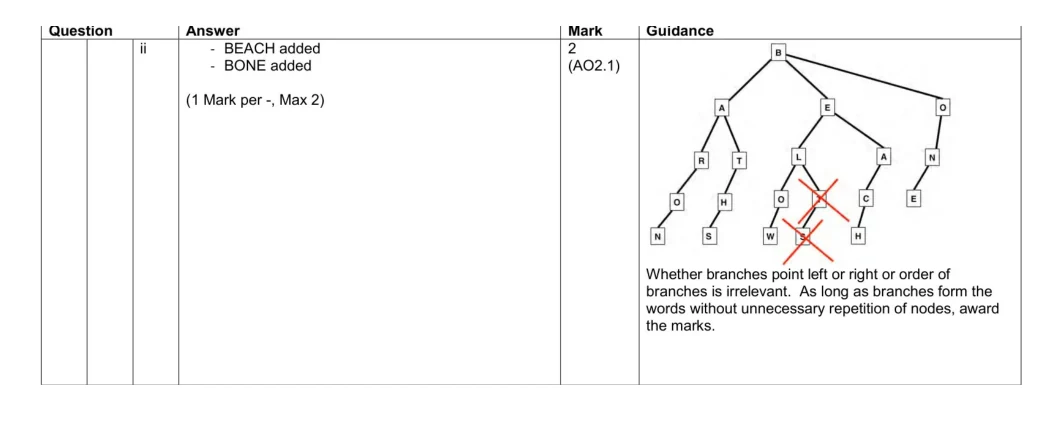 Question Answer Mark Guidance
ii - BEACH added 2
- BONE added (AO2.1)
(1 Mark per -, Max 2)
B
A E O
R T L A N
O H O C E
N S W S H
Whether branches point left or right or order of
branches is irrelevant. As long as branches form the
words without unnecessary repetition of nodes, award
the marks.